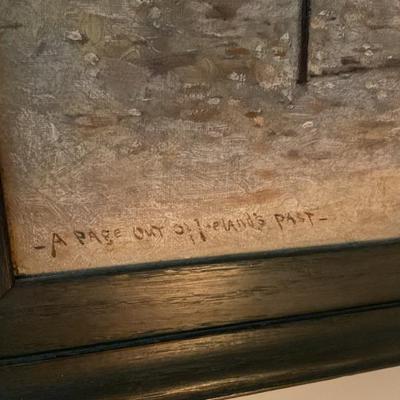 - A PAGE OUT OF IRELAND'S PAST -